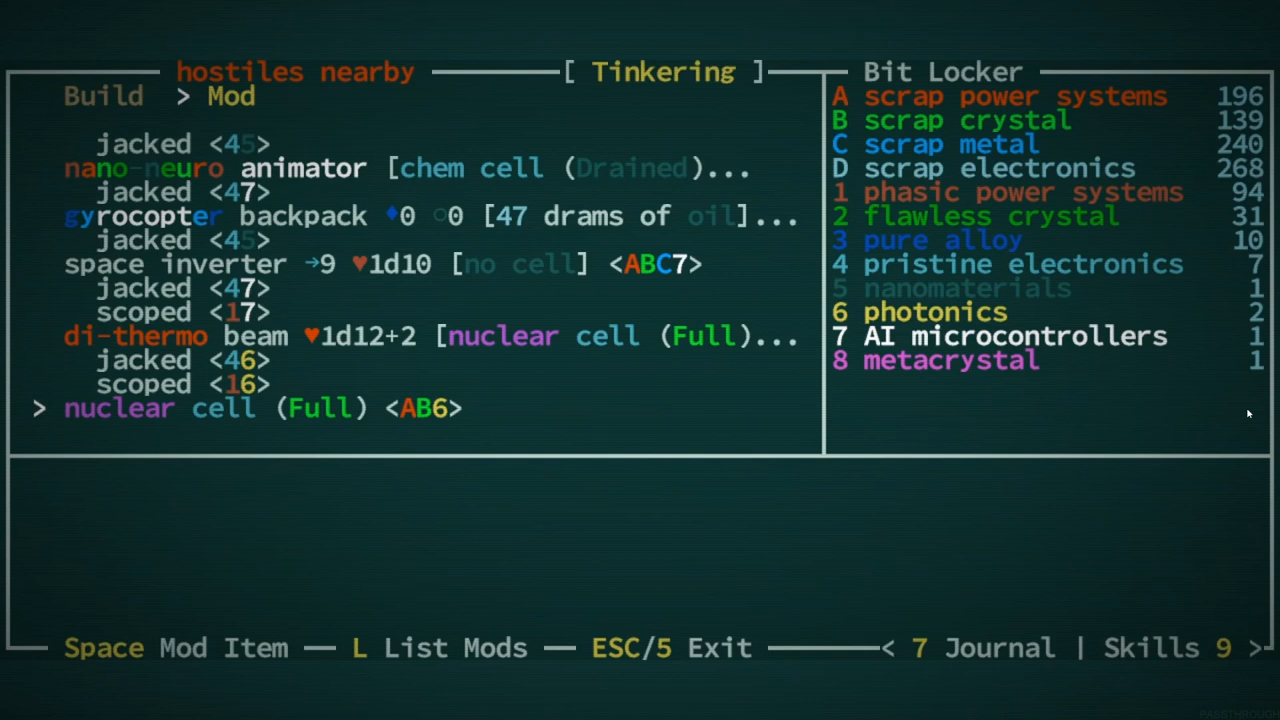 hostiles nearby [ Tinkering ] Bit Locker
Build > Mod
A scrap power systems 196
B scrap crystal 139
jacked <45>
C scrap metal 240
nano-neuro animator [chem cell (Drained)...
D scrap electronics 268
jacked <47>
1 phasic power systems 94
gyrocopter backpack ♦0 ○0 [47 drams of oil]...
2 flawless crystal 31
jacked <45>
3 pure alloy 10
space inverter →9 ♥1d10 [no cell] <ABC7>
4 pristine electronics 7
jacked <47>
5 nanomaterials 1
scoped <17>
6 photonics 2
di-thermo beam ♥1d12+2 [nuclear cell (Full)...
7 AI microcontrollers 1
jacked <46>
8 metacrystal 1
scoped <16>
> nuclear cell (Full) <AB6>
Space Mod Item L List Mods ESC/5 Exit < 7 Journal | Skills 9 >